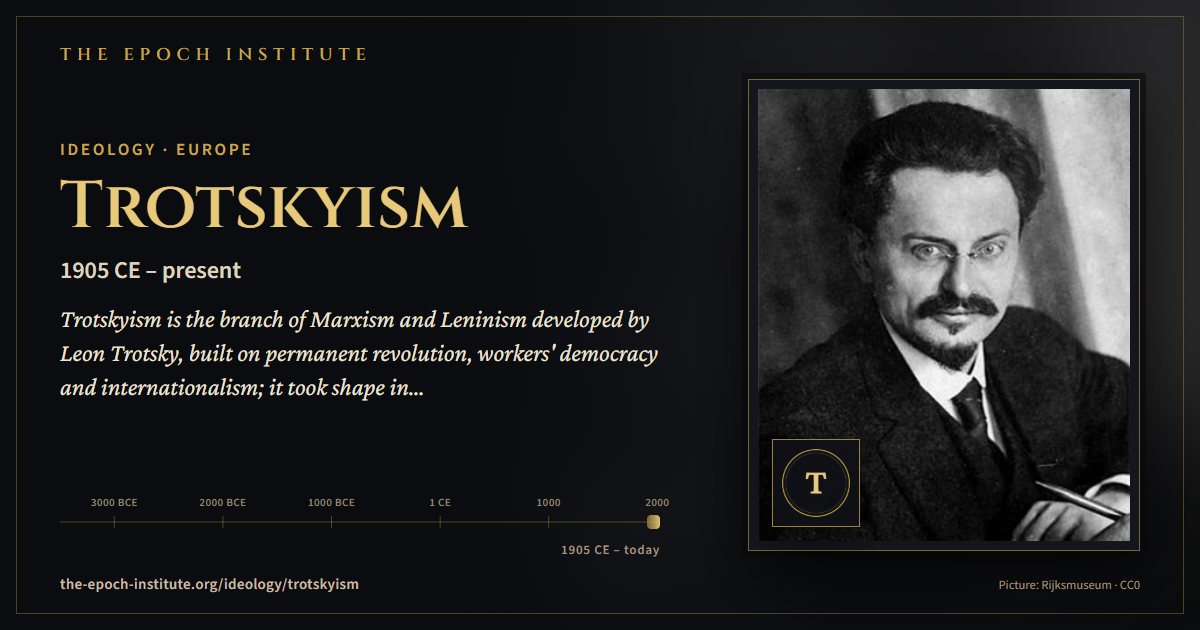 THE EPOCH INSTITUTE
IDEOLOGY · EUROPE
TROTSKYISM
1905 CE – present
Trotskyism is the branch of Marxism and Leninism developed by
Leon Trotsky, built on permanent revolution, workers' democracy
and internationalism; it took shape in...
T
3000 BCE 2000 BCE 1000 BCE 1 CE 1000 2000
1905 CE – today
the-epoch-institute.org/ideology/trotskyism
Picture: Rijksmuseum · CC0